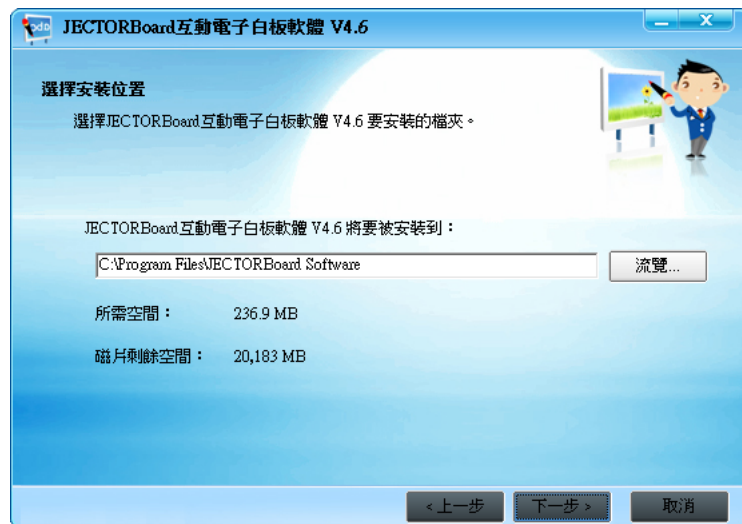 JECTORBoard互動電子白板軟體 V4.6
選擇安裝位置
選擇JECTORBoard互動電子白板軟體 V4.6 要安裝的檔夾。
JECTORBoard互動電子白板軟體 V4.6 將要被安裝到：
C:\Program Files\JECTORBoard Software
流覽...
所需空間： 236.9 MB
磁片剩餘空間： 20,183 MB
<上一步 下一步> 取消